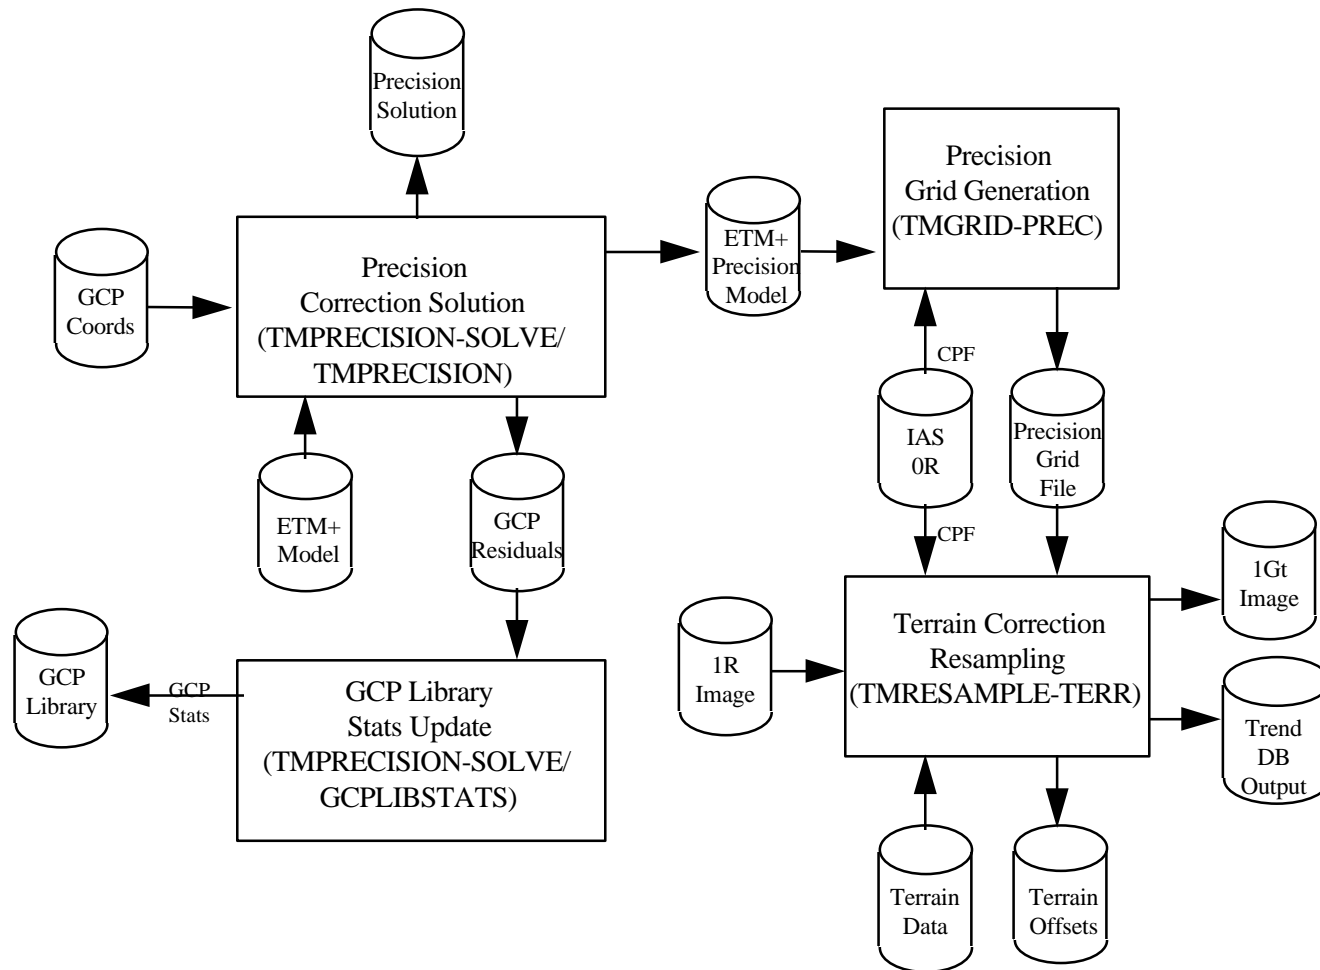 Precision
Solution
Precision
Grid Generation
(TMGRID-PREC)
ETM+
Precision
Model
GCP
Coords
Precision
Correction Solution
(TMPRECISION-SOLVE/
TMPRECISION)
CPF
IAS
0R
Precision
Grid
File
ETM+
Model
GCP
Residuals
CPF
1Gt
Image
1R
Image
Terrain Correction
Resampling
(TMRESAMPLE-TERR)
GCP
Library
GCP
Stats
GCP Library
Stats Update
(TMPRECISION-SOLVE/
GCPLIBSTATS)
Trend
DB
Output
Terrain
Data
Terrain
Offsets